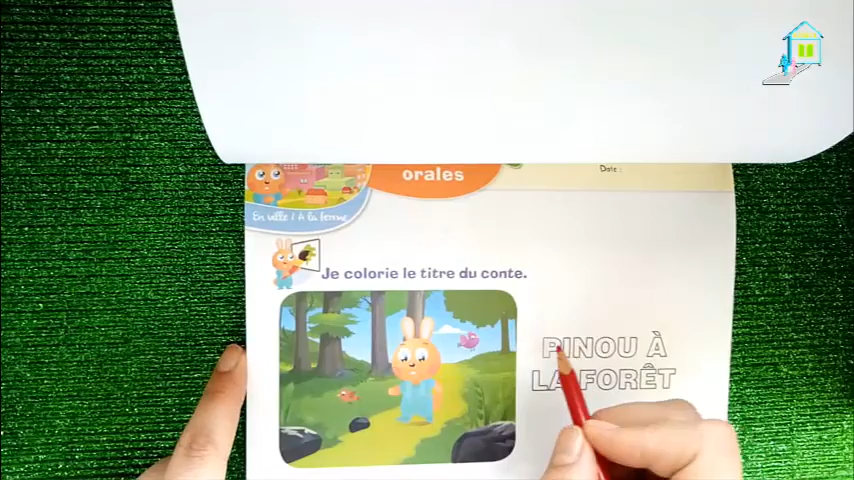 orales
Date :
En ville / À la ferme
Je colorie le titre du conte.
PINOU À
LA FORÊT